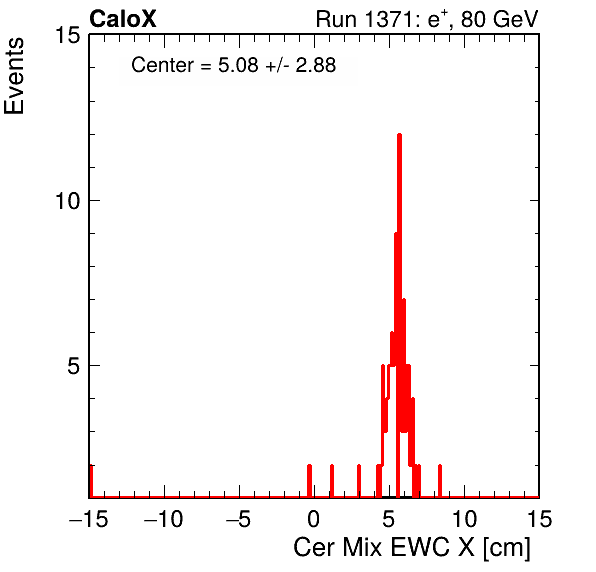 CaloX Run 1371: e⁺, 80 GeV
Events
Center = 5.08 +/- 2.88
15
10
5
−15 −10 −5 0 5 10 15
Cer Mix EWC X [cm]